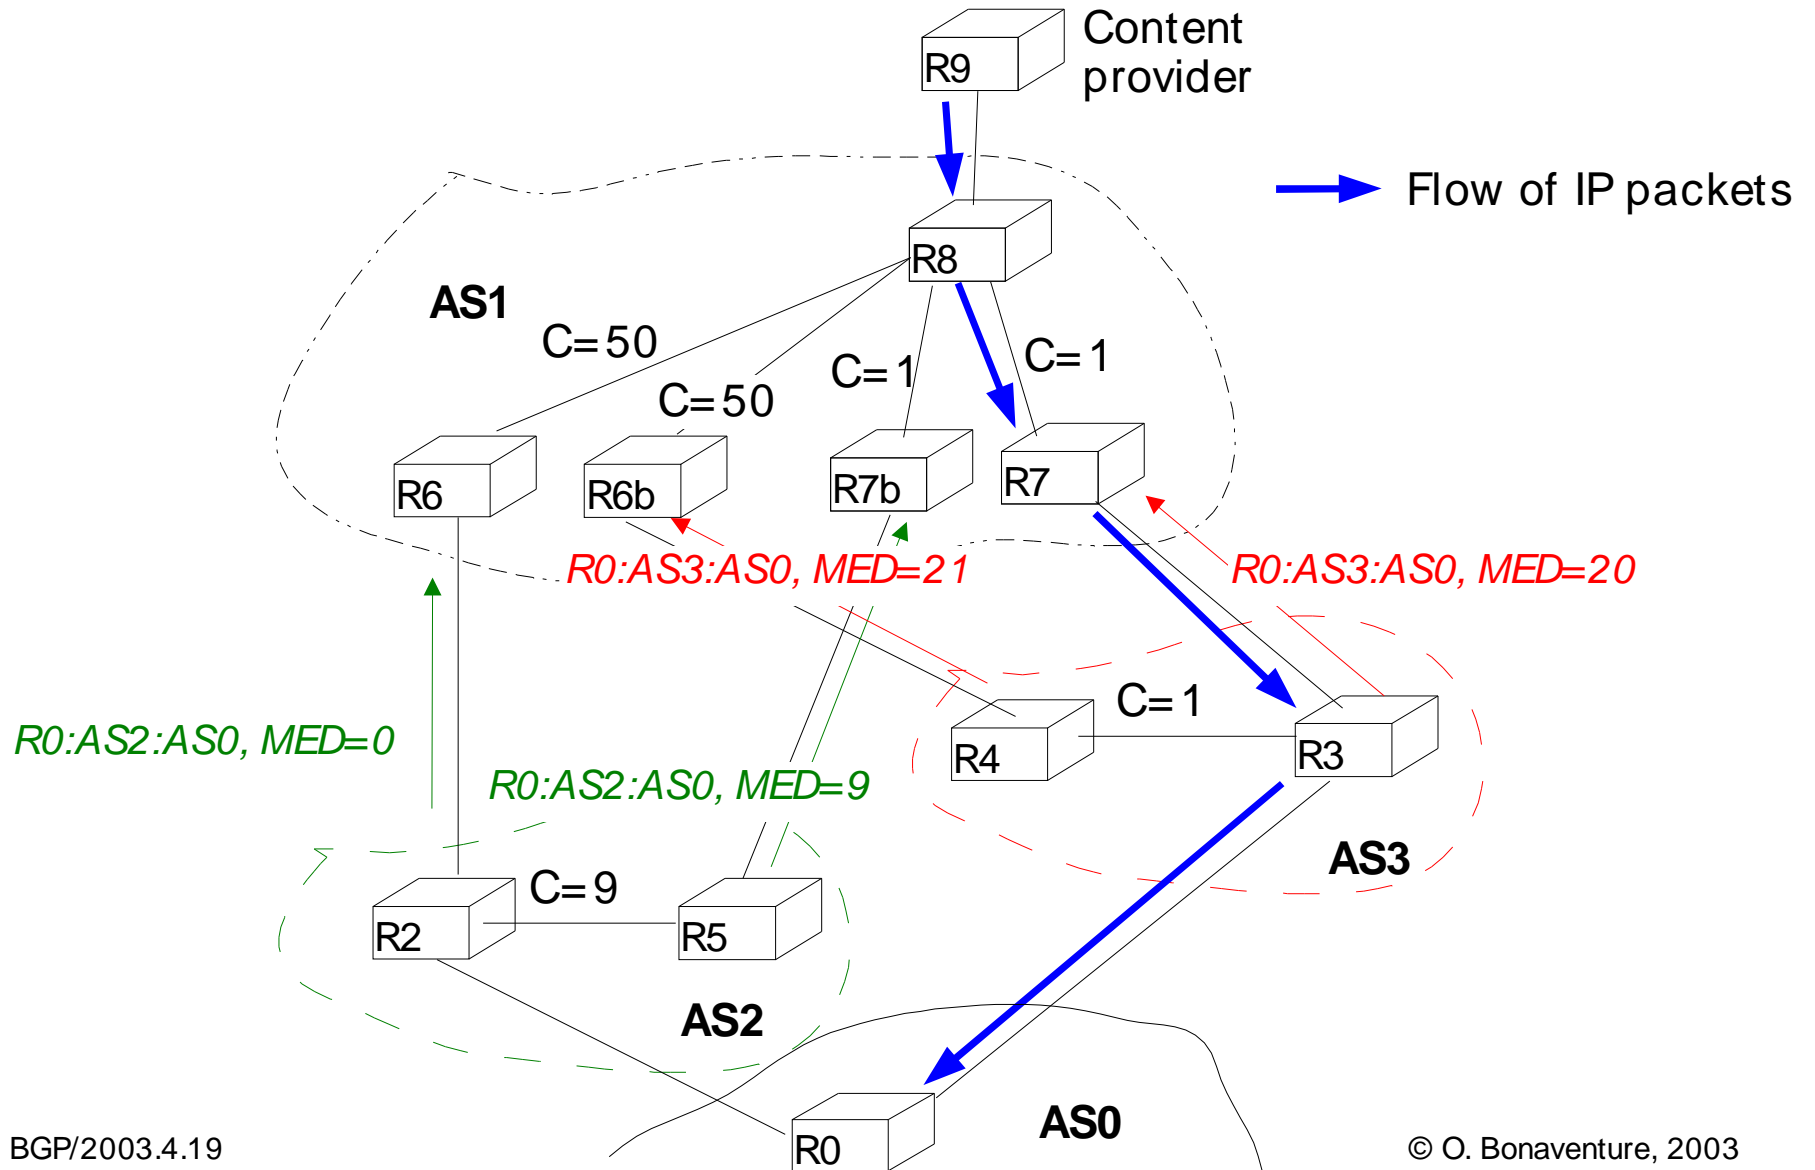 Content
provider
R9
Flow of IP packets
R8
AS1
C=50
C=1
C=1
C=50
R6
R6b
R7b
R7
R0:AS3:AS0, MED=21
R0:AS3:AS0, MED=20
C=1
R0:AS2:AS0, MED=0
R4
R3
R0:AS2:AS0, MED=9
AS3
C=9
R2
R5
AS2
AS0
R0
BGP/2003.4.19
© O. Bonaventure, 2003